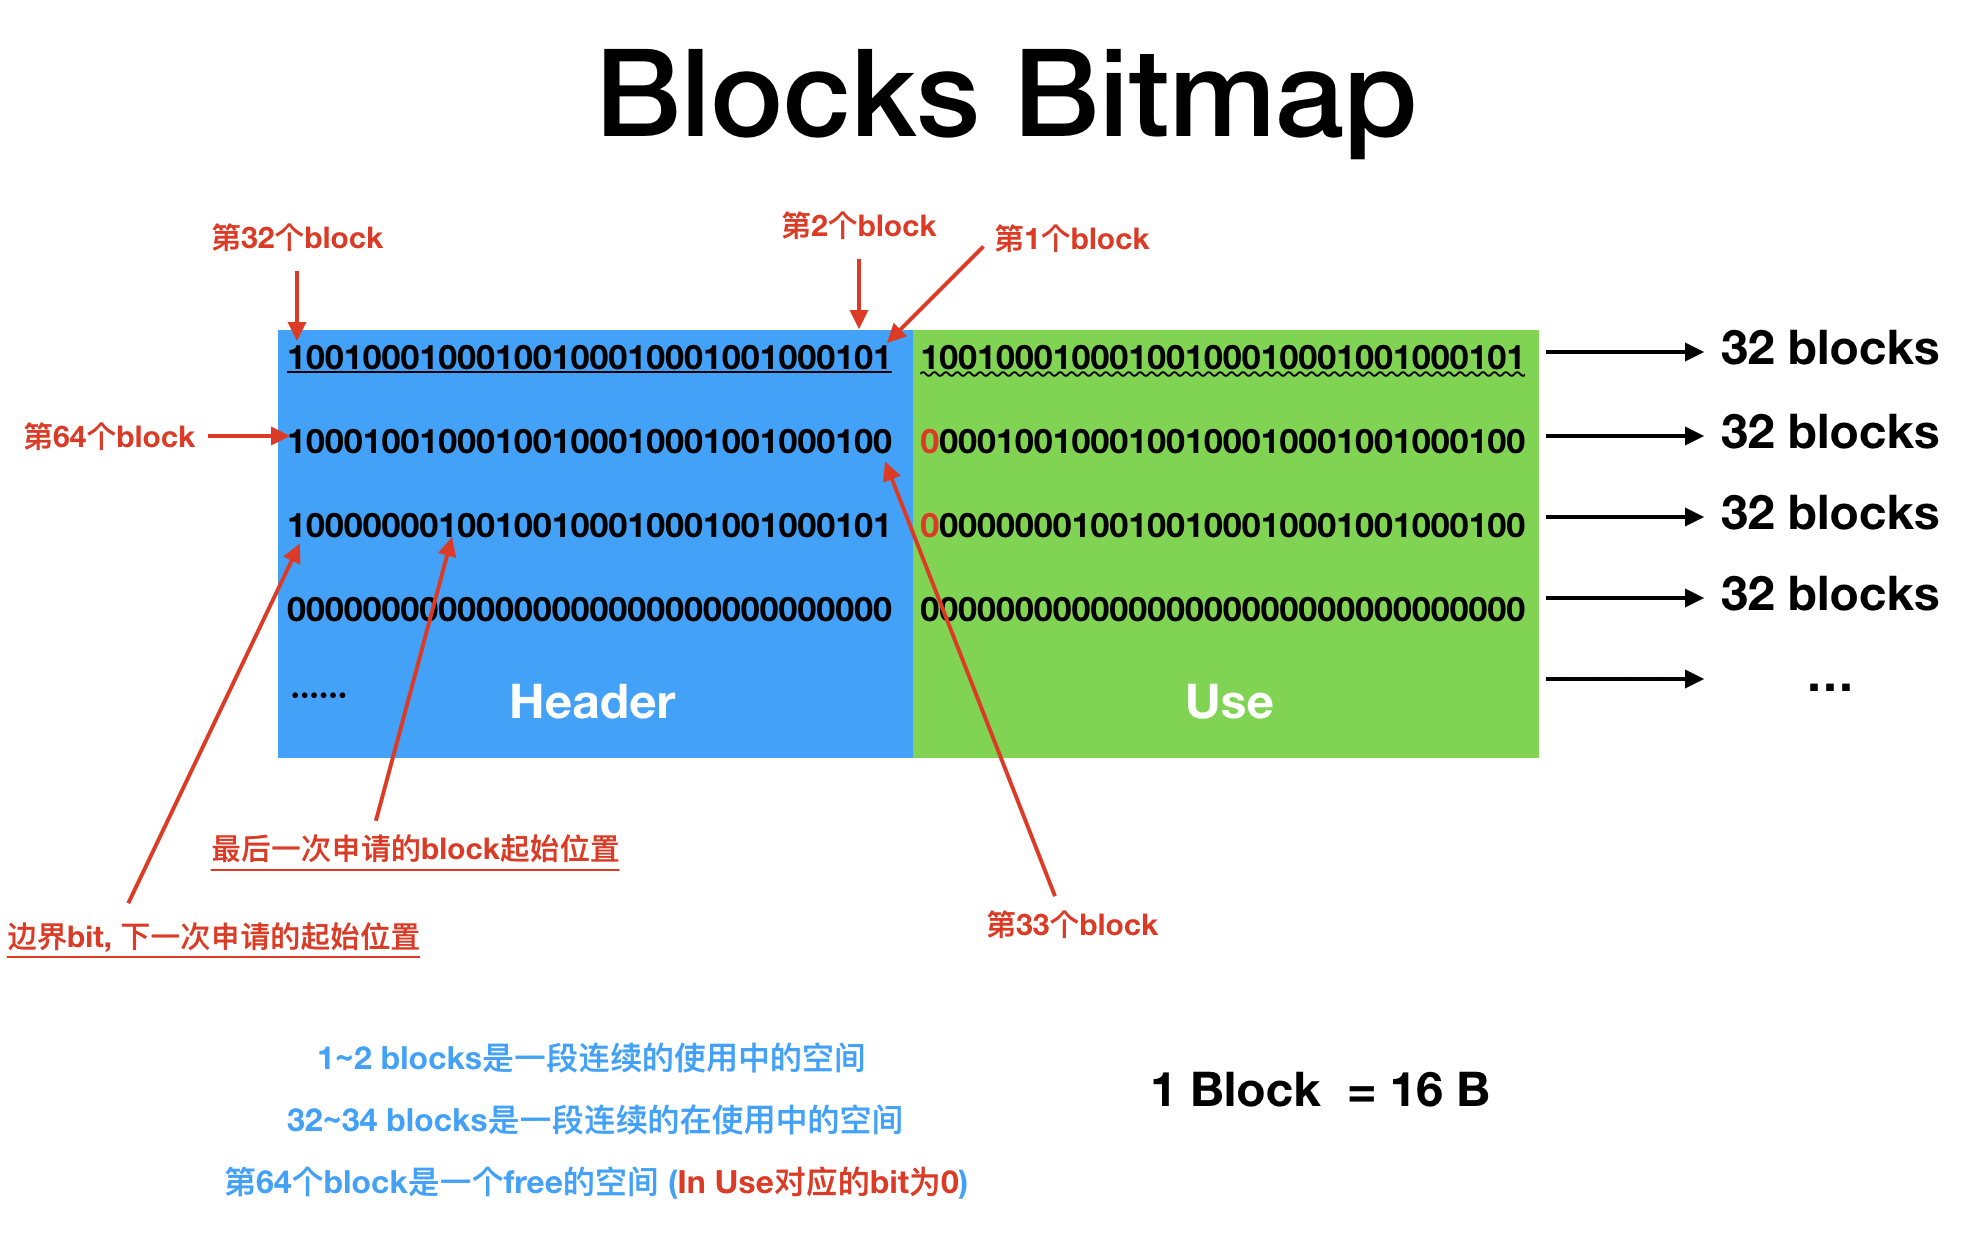 Blocks Bitmap
第32个block
第2个block
第1个block
10010001000100100010001001000101 10010001000100100010001001000101 32 blocks
第64个block 10001001000100100010001001000100 00001001000100100010001001000100 32 blocks
10000000100100100010001001000101 00000000100100100010001001000100 32 blocks
00000000000000000000000000000000 00000000000000000000000000000000 32 blocks
...... Header Use ...
最后一次申请的block起始位置
边界bit, 下一次申请的起始位置
第33个block
1~2 blocks是一段连续的使用中的空间
32~34 blocks是一段连续的在使用中的空间
第64个block是一个free的空间 (In Use对应的bit为0)
1 Block = 16 B